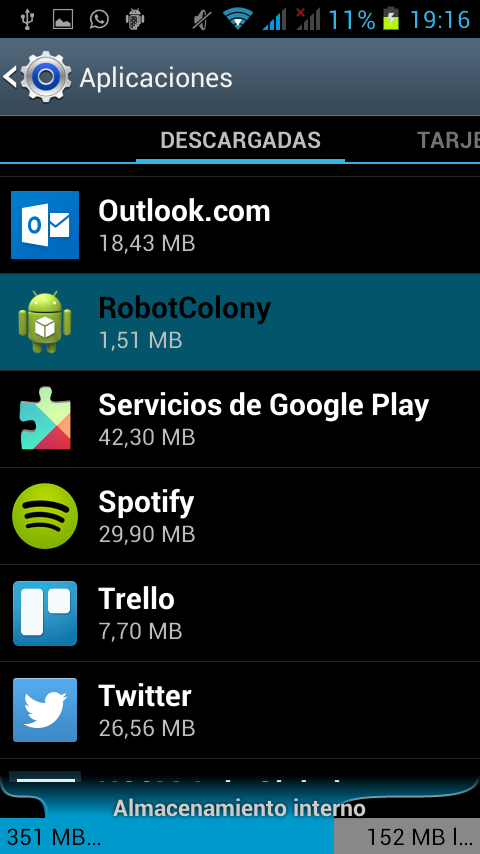 11% 19:16
Aplicaciones
DESCARGADAS TARJE
Outlook.com
18,43 MB
RobotColony
1,51 MB
Servicios de Google Play
42,30 MB
Spotify
29,90 MB
Trello
7,70 MB
Twitter
26,56 MB
Almacenamiento interno
351 MB... 152 MB l...